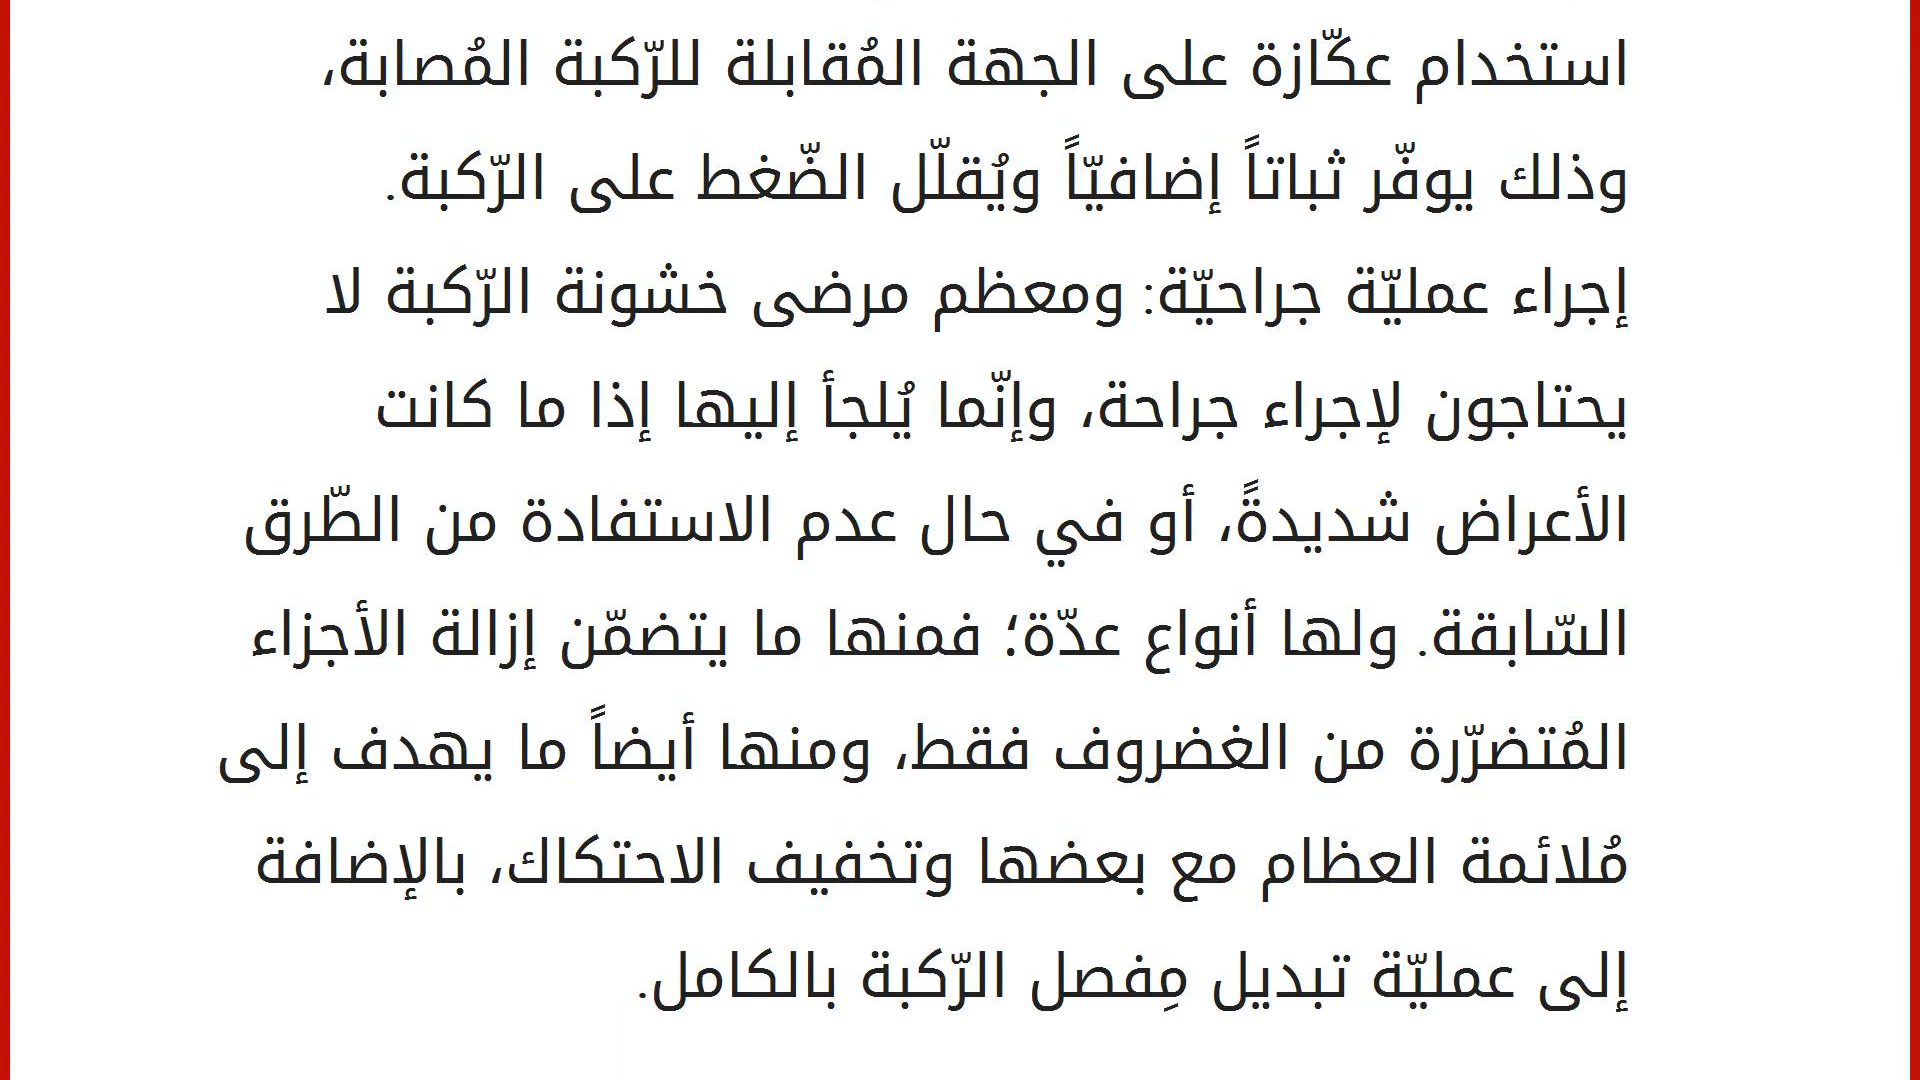 استخدام عكّازة على الجهة المُقابلة للرّكبة المُصابة،
وذلك يوفّر ثباتاً إضافيّاً ويُقلّل الضّغط على الرّكبة.
إجراء عمليّة جراحيّة: ومعظم مرضى خشونة الرّكبة لا
يحتاجون لإجراء جراحة، وإنّما يُلجأ إليها إذا ما كانت
الأعراض شديدةً، أو في حال عدم الاستفادة من الطّرق
السّابقة. ولها أنواع عدّة؛ فمنها ما يتضمّن إزالة الأجزاء
المُتضرّرة من الغضروف فقط، ومنها أيضاً ما يهدف إلى
مُلائمة العظام مع بعضها وتخفيف الاحتكاك، بالإضافة
إلى عمليّة تبديل مِفصل الرّكبة بالكامل.